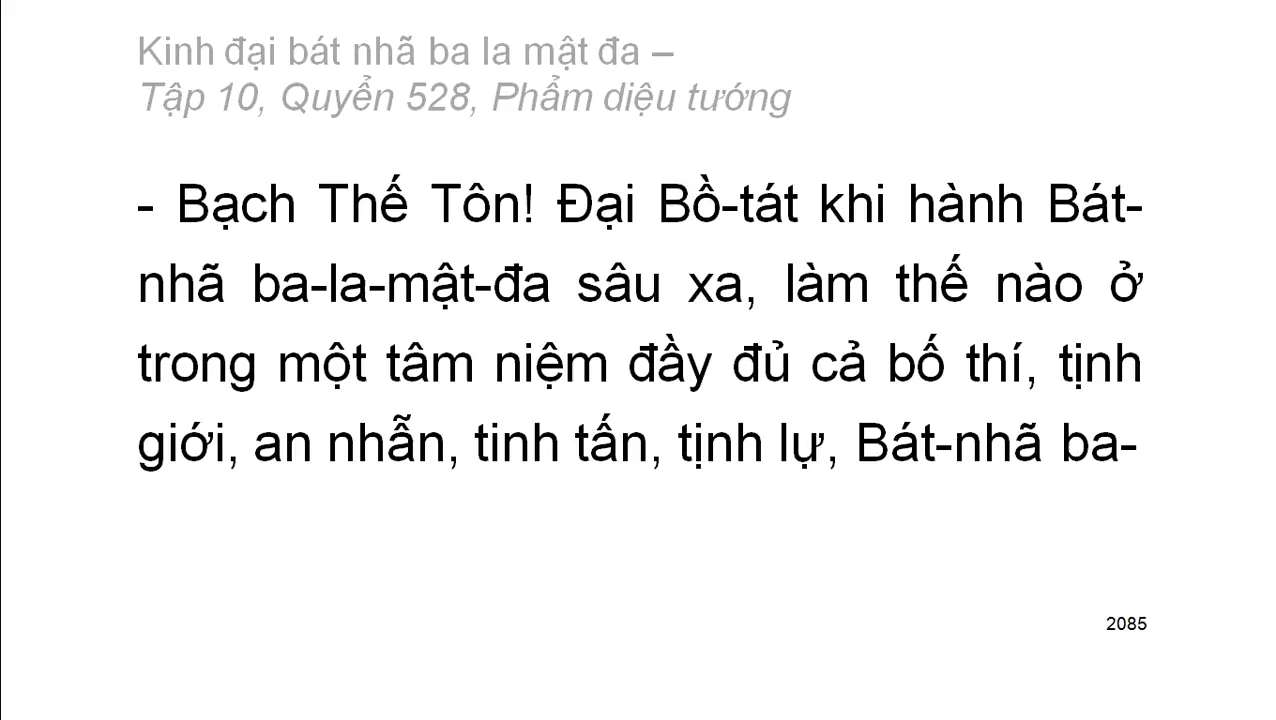 Kinh đại bát nhã ba la mật đa –
Tập 10, Quyển 528, Phẩm diệu tướng
- Bạch Thế Tôn! Đại Bồ-tát khi hành Bát-
nhã ba-la-mật-đa sâu xa, làm thế nào ở
trong một tâm niệm đầy đủ cả bố thí, tịnh
giới, an nhẫn, tinh tấn, tịnh lự, Bát-nhã ba-
2085